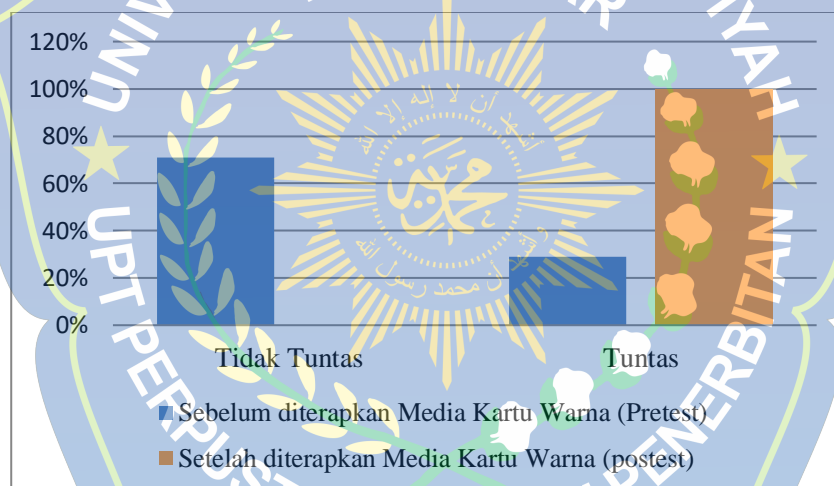 120%
100%
80%
60%
40%
20%
0%
Tidak Tuntas Tuntas
Sebelum diterapkan Media Kartu Warna (Pretest)
Setelah diterapkan Media Kartu Warna (postest)
UPT